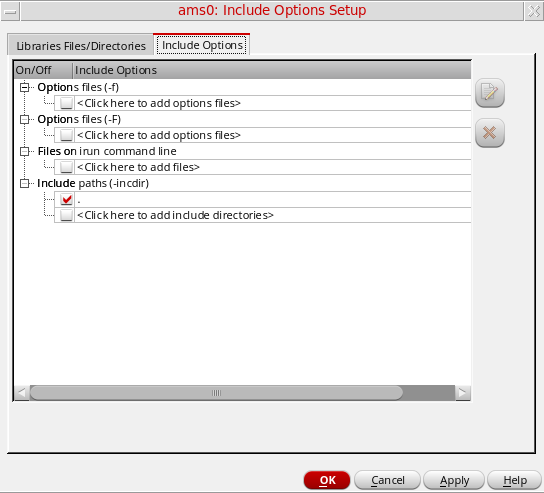 ams0: Include Options Setup
Libraries Files/Directories
Include Options
On/Off Include Options
Options files (-f)
<Click here to add options files>
Options files (-F)
<Click here to add options files>
Files on irun command line
<Click here to add files>
Include paths (-incdir)
.
<Click here to add include directories>
OK Cancel Apply Help